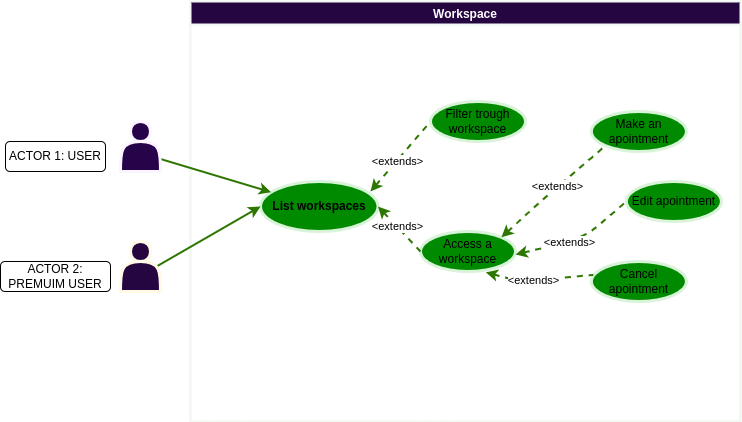 Workspace
Filter trough
workspace
Make an
apointment
ACTOR 1: USER
<extends>
<extends>
List workspaces
Edit apointment
<extends>
Access a
workspace
<extends>
ACTOR 2:
PREMUIM USER
<extends>
Cancel
apointment